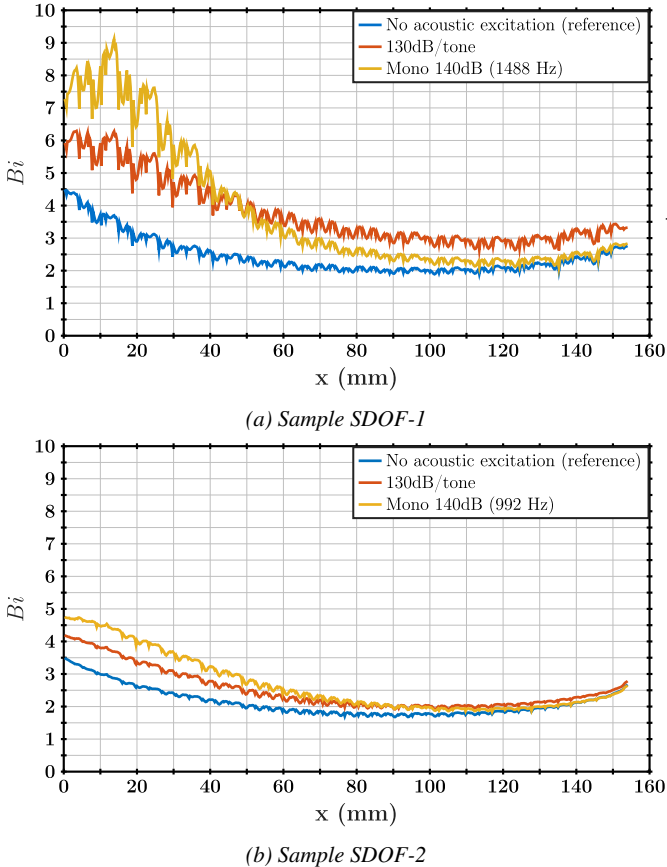 10
9
8
7
6
5
4
3
2
1
0
Bi
No acoustic excitation (reference)
130dB/tone
Mono 140dB (1488 Hz)
0 20 40 60 80 100 120 140 160
x (mm)
(a) Sample SDOF-1
10
9
8
7
6
5
4
3
2
1
0
Bi
No acoustic excitation (reference)
130dB/tone
Mono 140dB (992 Hz)
0 20 40 60 80 100 120 140 160
x (mm)
(b) Sample SDOF-2